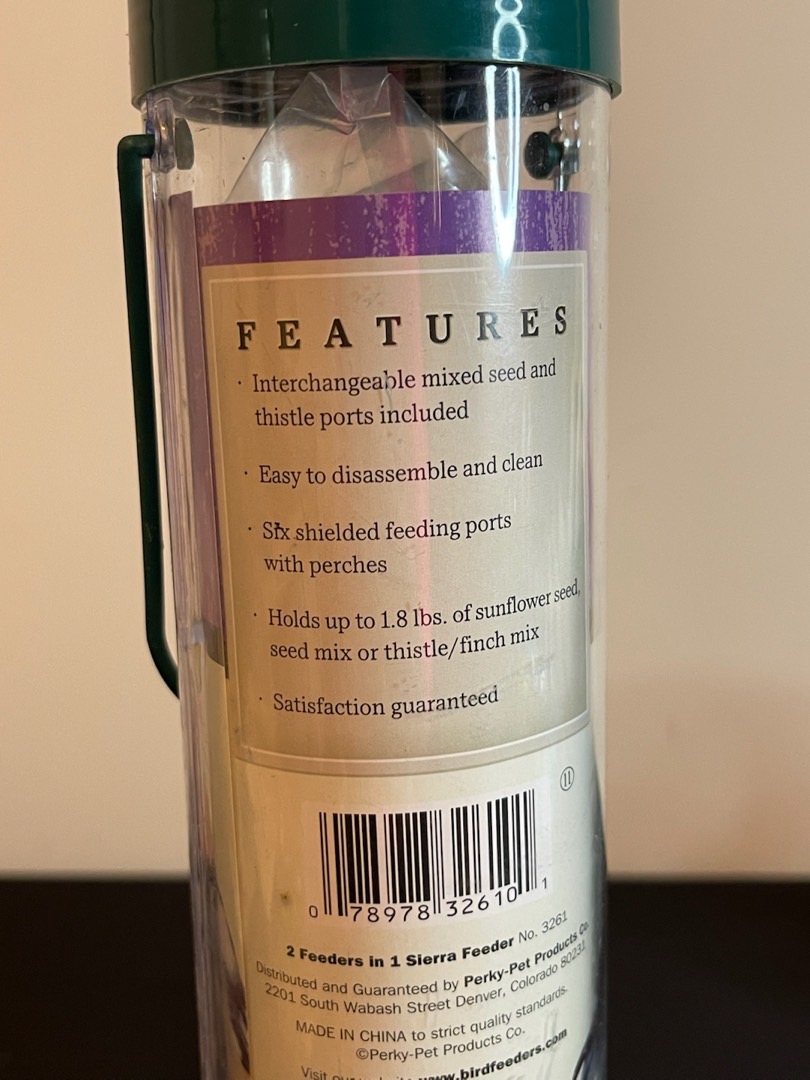 FEATURES
· Interchangeable mixed seed and
thistle ports included
· Easy to disassemble and clean
· Six shielded feeding ports
with perches
· Holds up to 1.8 lbs. of sunflower seed,
seed mix or thistle/finch mix
· Satisfaction guaranteed
11
0 78978 32610 1
2 Feeders in 1 Sierra Feeder No. 3261
Distributed and Guaranteed by Perky-Pet Products Co.
2201 South Wabash Street Denver, Colorado 80231
MADE IN CHINA to strict quality standards.
©Perky-Pet Products Co.
Visit our website www.birdfeeders.com